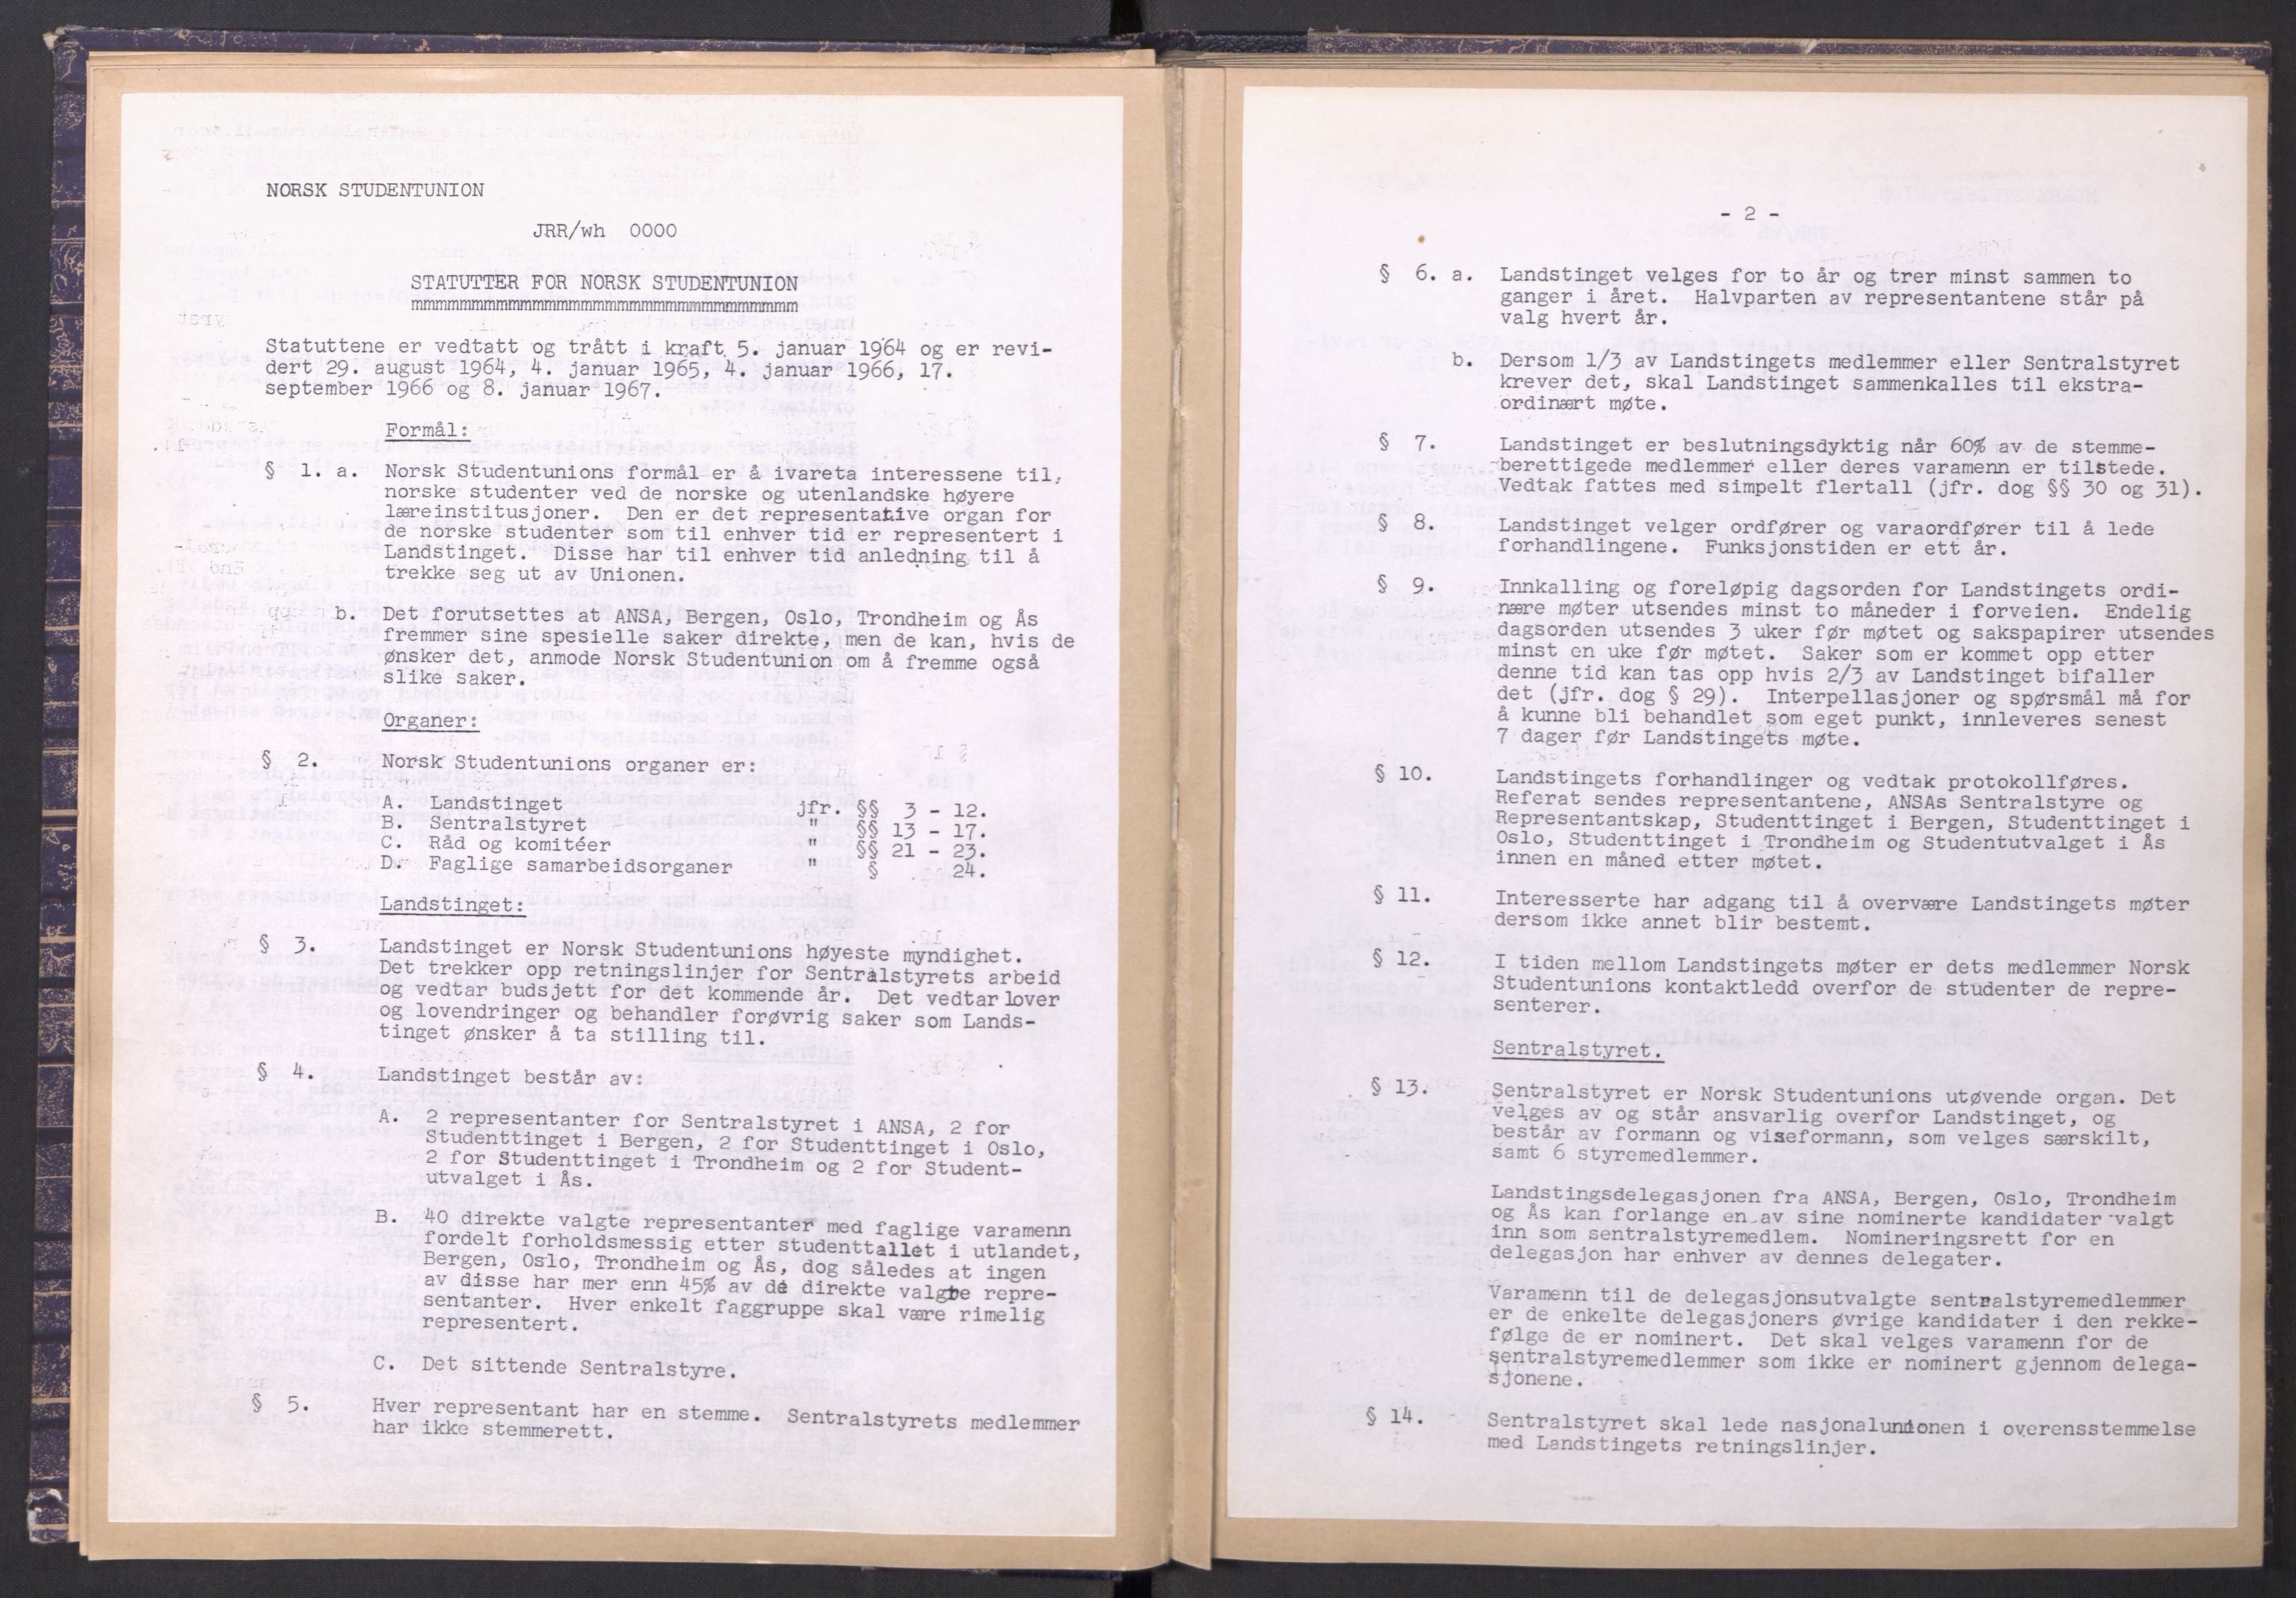 NORSK STUDENTUNION
JRR/wh 0000
STATUTTER FOR NORSK STUDENTUNION
mmmmmmmmmmmmmmmmmmmmmmmmmmmmmmmm
Statuttene er vedtatt og trått i kraft 5. januar 1964 og er revi-
dert 29. august 1964, 4. januar 1965, 4. januar 1966, 17.
september 1966 og 8. januar 1967.
Formål:
§ 1. a. Norsk Studentunions formål er å ivareta interessene til,
norske studenter ved de norske og utenlandske høyere
læreinstitusjoner. Den er det representative organ for
de norske studenter som til enhver tid er representert i
Landstinget. Disse har til enhver tid anledning til å
trekke seg ut av Unionen.
b. Det forutsettes at ANSA, Bergen, Oslo, Trondheim og Ås
fremmer sine spesielle saker direkte, men de kan, hvis de
ønsker det, anmode Norsk Studentunion om å fremme også
slike saker.
Organer:
§ 2. Norsk Studentunions organer er:
A. Landstinget jfr. §§ 3 - 12.
B. Sentralstyret " §§ 13 - 17.
C. Råd og komitéer " §§ 21 - 23.
D. Faglige samarbeidsorganer " § 24.
Landstinget:
§ 3. Landstinget er Norsk Studentunions høyeste myndighet.
Det trekker opp retningslinjer for Sentralstyrets arbeid
og vedtar budsjett for det kommende år. Det vedtar lover
og lovendringer og behandler forøvrig saker som Lands-
tinget ønsker å ta stilling til.
§ 4. Landstinget består av:
A. 2 representanter for Sentralstyret i ANSA, 2 for
Studenttinget i Bergen, 2 for Studenttinget i Oslo,
2 for Studenttinget i Trondheim og 2 for Student-
utvalget i Ås.
B. 40 direkte valgte representanter med faglige varamenn
fordelt forholdsmessig etter studenttallet i utlandet,
Bergen, Oslo, Trondheim og Ås, dog således at ingen
av disse har mer enn 45% av de direkte valgte repre-
sentanter. Hver enkelt faggruppe skal være rimelig
representert.
C. Det sittende Sentralstyre.
§ 5. Hver representant har en stemme. Sentralstyrets medlemmer
har ikke stemmerett.
- 2 -
§ 6. a. Landstinget velges for to år og trer minst sammen to
ganger i året. Halvparten av representantene står på
valg hvert år.
b. Dersom 1/3 av Landstingets medlemmer eller Sentralstyret
krever det, skal Landstinget sammenkalles til ekstra-
ordinært møte.
§ 7. Landstinget er beslutningsdyktig når 60% av de stemme-
berettigede medlemmer eller deres varamenn er tilstede.
Vedtak fattes med simpelt flertall (jfr. dog §§ 30 og 31).
§ 8. Landstinget velger ordfører og varaordfører til å lede
forhandlingene. Funksjonstiden er ett år.
§ 9. Innkalling og foreløpig dagsorden for Landstingets ordi-
nære møter utsendes minst to måneder i forveien. Endelig
dagsorden utsendes 3 uker før møtet og sakspapirer utsendes
minst en uke før møtet. Saker som er kommet opp etter
denne tid kan tas opp hvis 2/3 av Landstinget bifaller
det (jfr. dog § 29). Interpellasjoner og spørsmål må for
å kunne bli behandlet som eget punkt, innleveres senest
7 dager før Landstingets møte.
§ 10. Landstingets forhandlinger og vedtak protokollføres.
Referat sendes representantene, ANSAs Sentralstyre og
Representantskap, Studenttinget i Bergen, Studenttinget i
Oslo, Studenttinget i Trondheim og Studentutvalget i Ås
innen en måned etter møtet.
§ 11. Interesserte har adgang til å overvære Landstingets møter
dersom ikke annet blir bestemt.
§ 12. I tiden mellom Landstingets møter er dets medlemmer Norsk
Studentunions kontaktledd overfor de studenter de repre-
senterer.
Sentralstyret.
§ 13. Sentralstyret er Norsk Studentunions utøvende organ. Det
velges av og står ansvarlig overfor Landstinget, og
består av formann og viseformann, som velges særskilt,
samt 6 styremedlemmer.
Landstingsdelegasjonen fra ANSA, Bergen, Oslo, Trondheim
og Ås kan forlange en av sine nominerte kandidater valgt
inn som sentralstyremedlem. Nomineringsrett for en
delegasjon har enhver av dennes delegater.
Varamenn til de delegasjonsutvalgte sentralstyremedlemmer
er de enkelte delegasjoners øvrige kandidater i den rekke-
følge de er nominert. Det skal velges varamenn for de
sentralstyremedlemmer som ikke er nominert gjennom delega-
sjonene.
§ 14. Sentralstyret skal lede nasjonalunionen i overensstemmelse
med Landstingets retningslinjer.